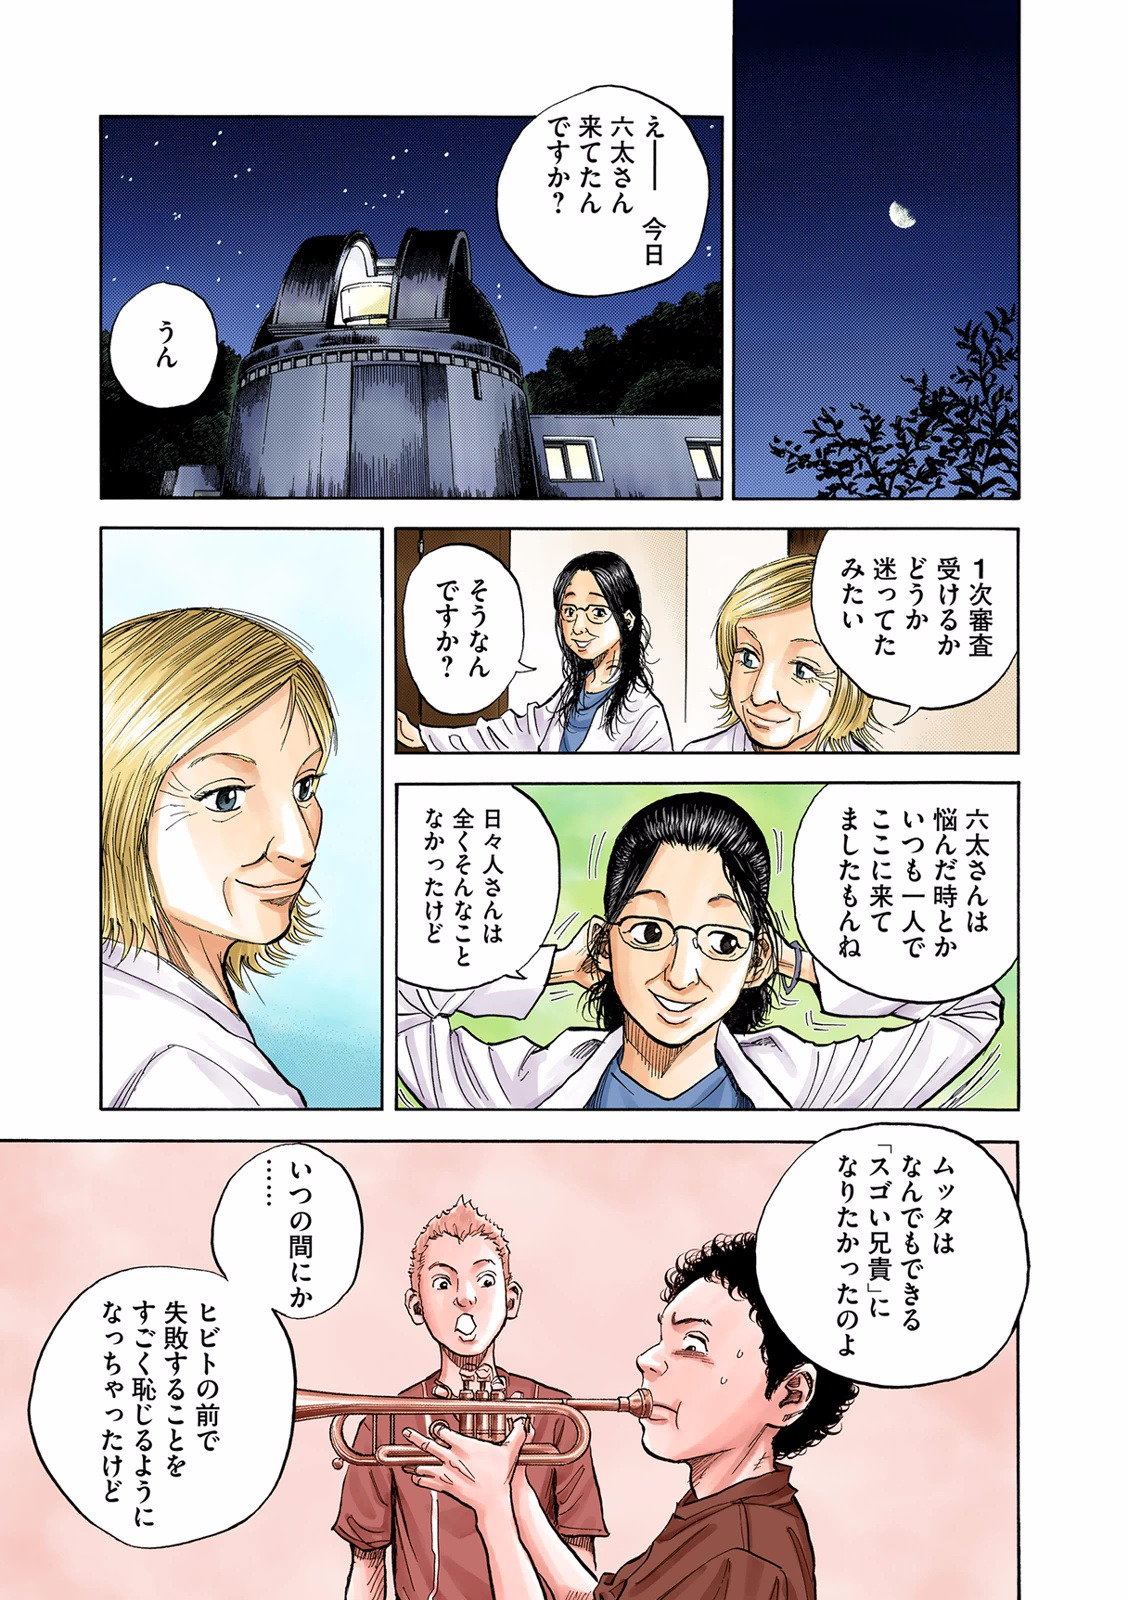 え── 今日
六太さん
来てたん
ですか?
うん
1次審査
受けるか
どうか
迷ってた
みたい
そうなん
ですか?
六太さんは
悩んだ時とか
いつも一人で
ここに来て
ましたもんね
日々人さんは
全くそんなこと
なかったけど
ムッタは
なんでもできる
「スゴい兄貴」に
なりたかったのよ
いつの間にか
……
ヒビトの前で
失敗することを
すごく恥じるように
なっちゃったけど